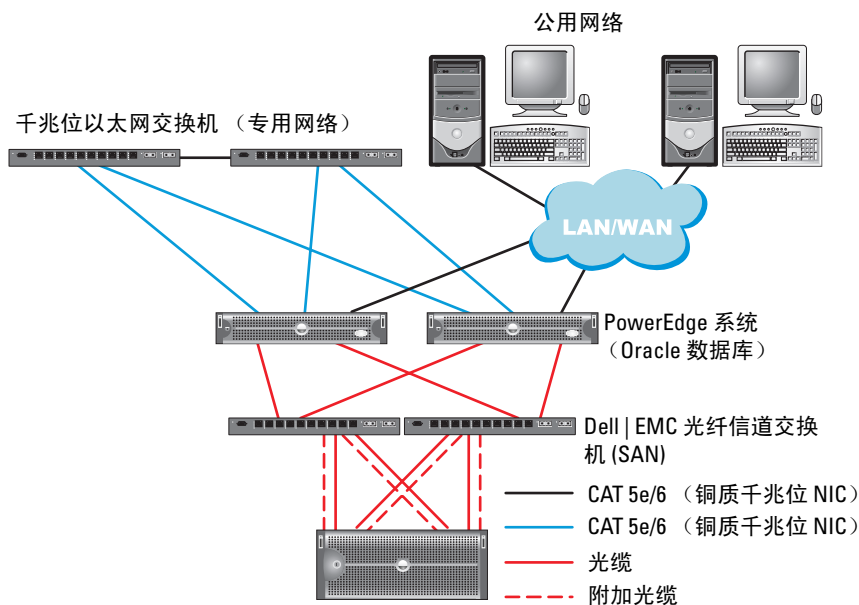 公用网络
千兆位以太网交换机 （专用网络）
LAN/WAN
PowerEdge 系统
（Oracle 数据库）
Dell | EMC 光纤信道交换
机 (SAN)
CAT 5e/6 （铜质千兆位 NIC）
CAT 5e/6 （铜质千兆位 NIC）
光缆
附加光缆